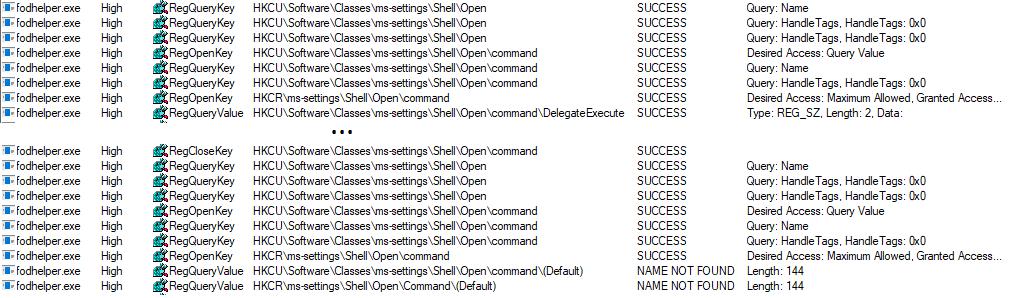 fodhelper.exe High RegQueryKey HKCU\Software\Classes\ms-settings\Shell\Open SUCCESS Query: Name
fodhelper.exe High RegQueryKey HKCU\Software\Classes\ms-settings\Shell\Open SUCCESS Query: HandleTags, HandleTags: 0x0
fodhelper.exe High RegQueryKey HKCU\Software\Classes\ms-settings\Shell\Open SUCCESS Query: HandleTags, HandleTags: 0x0
fodhelper.exe High RegOpenKey HKCU\Software\Classes\ms-settings\Shell\Open\command SUCCESS Desired Access: Query Value
fodhelper.exe High RegQueryKey HKCU\Software\Classes\ms-settings\Shell\Open\command SUCCESS Query: Name
fodhelper.exe High RegQueryKey HKCU\Software\Classes\ms-settings\Shell\Open\command SUCCESS Query: HandleTags, HandleTags: 0x0
fodhelper.exe High RegOpenKey HKCR\ms-settings\Shell\Open\command SUCCESS Desired Access: Maximum Allowed, Granted Access...
fodhelper.exe High RegQueryValue HKCU\Software\Classes\ms-settings\Shell\Open\command\DelegateExecute SUCCESS Type: REG_SZ, Length: 2, Data:
...
fodhelper.exe High RegCloseKey HKCU\Software\Classes\ms-settings\Shell\Open\command SUCCESS
fodhelper.exe High RegQueryKey HKCU\Software\Classes\ms-settings\Shell\Open SUCCESS Query: Name
fodhelper.exe High RegQueryKey HKCU\Software\Classes\ms-settings\Shell\Open SUCCESS Query: HandleTags, HandleTags: 0x0
fodhelper.exe High RegQueryKey HKCU\Software\Classes\ms-settings\Shell\Open SUCCESS Query: HandleTags, HandleTags: 0x0
fodhelper.exe High RegOpenKey HKCU\Software\Classes\ms-settings\Shell\Open\command SUCCESS Desired Access: Query Value
fodhelper.exe High RegQueryKey HKCU\Software\Classes\ms-settings\Shell\Open\command SUCCESS Query: Name
fodhelper.exe High RegQueryKey HKCU\Software\Classes\ms-settings\Shell\Open\command SUCCESS Query: HandleTags, HandleTags: 0x0
fodhelper.exe High RegOpenKey HKCR\ms-settings\Shell\Open\command SUCCESS Desired Access: Maximum Allowed, Granted Access...
fodhelper.exe High RegQueryValue HKCU\Software\Classes\ms-settings\Shell\Open\command\(Default) NAME NOT FOUND Length: 144
fodhelper.exe High RegQueryValue HKCR\ms-settings\Shell\Open\Command\(Default) NAME NOT FOUND Length: 144